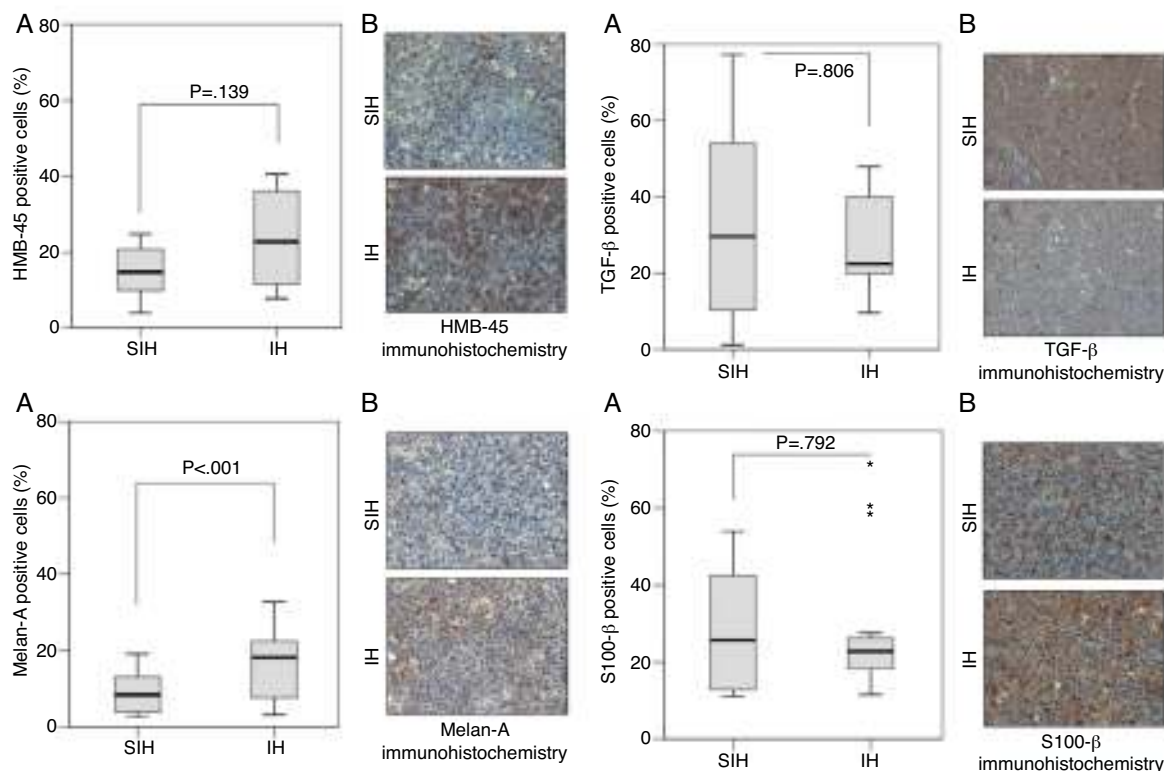 A
B
HMB-45 positive cells (%)
80
60
40
20
0
P=.139
SIH
IH
SIH
IH
HMB-45
immunohistochemistry
A
B
TGF-β positive cells (%)
80
60
40
20
0
P=.806
SIH
IH
SIH
IH
TGF-β
immunohistochemistry
A
B
Melan-A positive cells (%)
80
60
40
20
0
P<.001
SIH
IH
SIH
IH
Melan-A
immunohistochemistry
A
B
S100-β positive cells (%)
80
60
40
20
0
P=.792
*
*
*
SIH
IH
SIH
IH
S100-β
immunohistochemistry